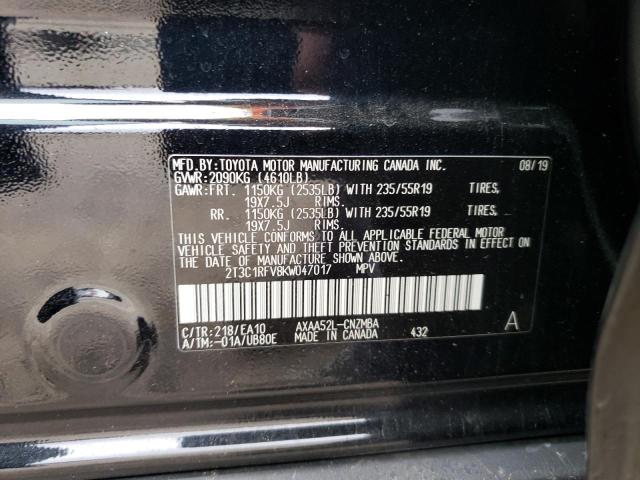 MFD.BY:TOYOTA MOTOR MANUFACTURING CANADA INC. 08/19
GVWR:2090KG (4610LB)
GAWR:FRT. 1150KG (2535LB) WITH 235/55R19 TIRES,
19X7.5J RIMS.
RR. 1150KG (2535LB) WITH 235/55R19 TIRES,
19X7.5J RIMS.
THIS VEHICLE CONFORMS TO ALL APPLICABLE FEDERAL MOTOR
VEHICLE SAFETY AND THEFT PREVENTION STANDARDS IN EFFECT ON
THE DATE OF MANUFACTURE SHOWN ABOVE.
2T3C1RFV8KW047017 MPV
C/TR:218/EA10 AXAA52L-CNZMBA
A/TM:-01A/UB80E MADE IN CANADA 432 A